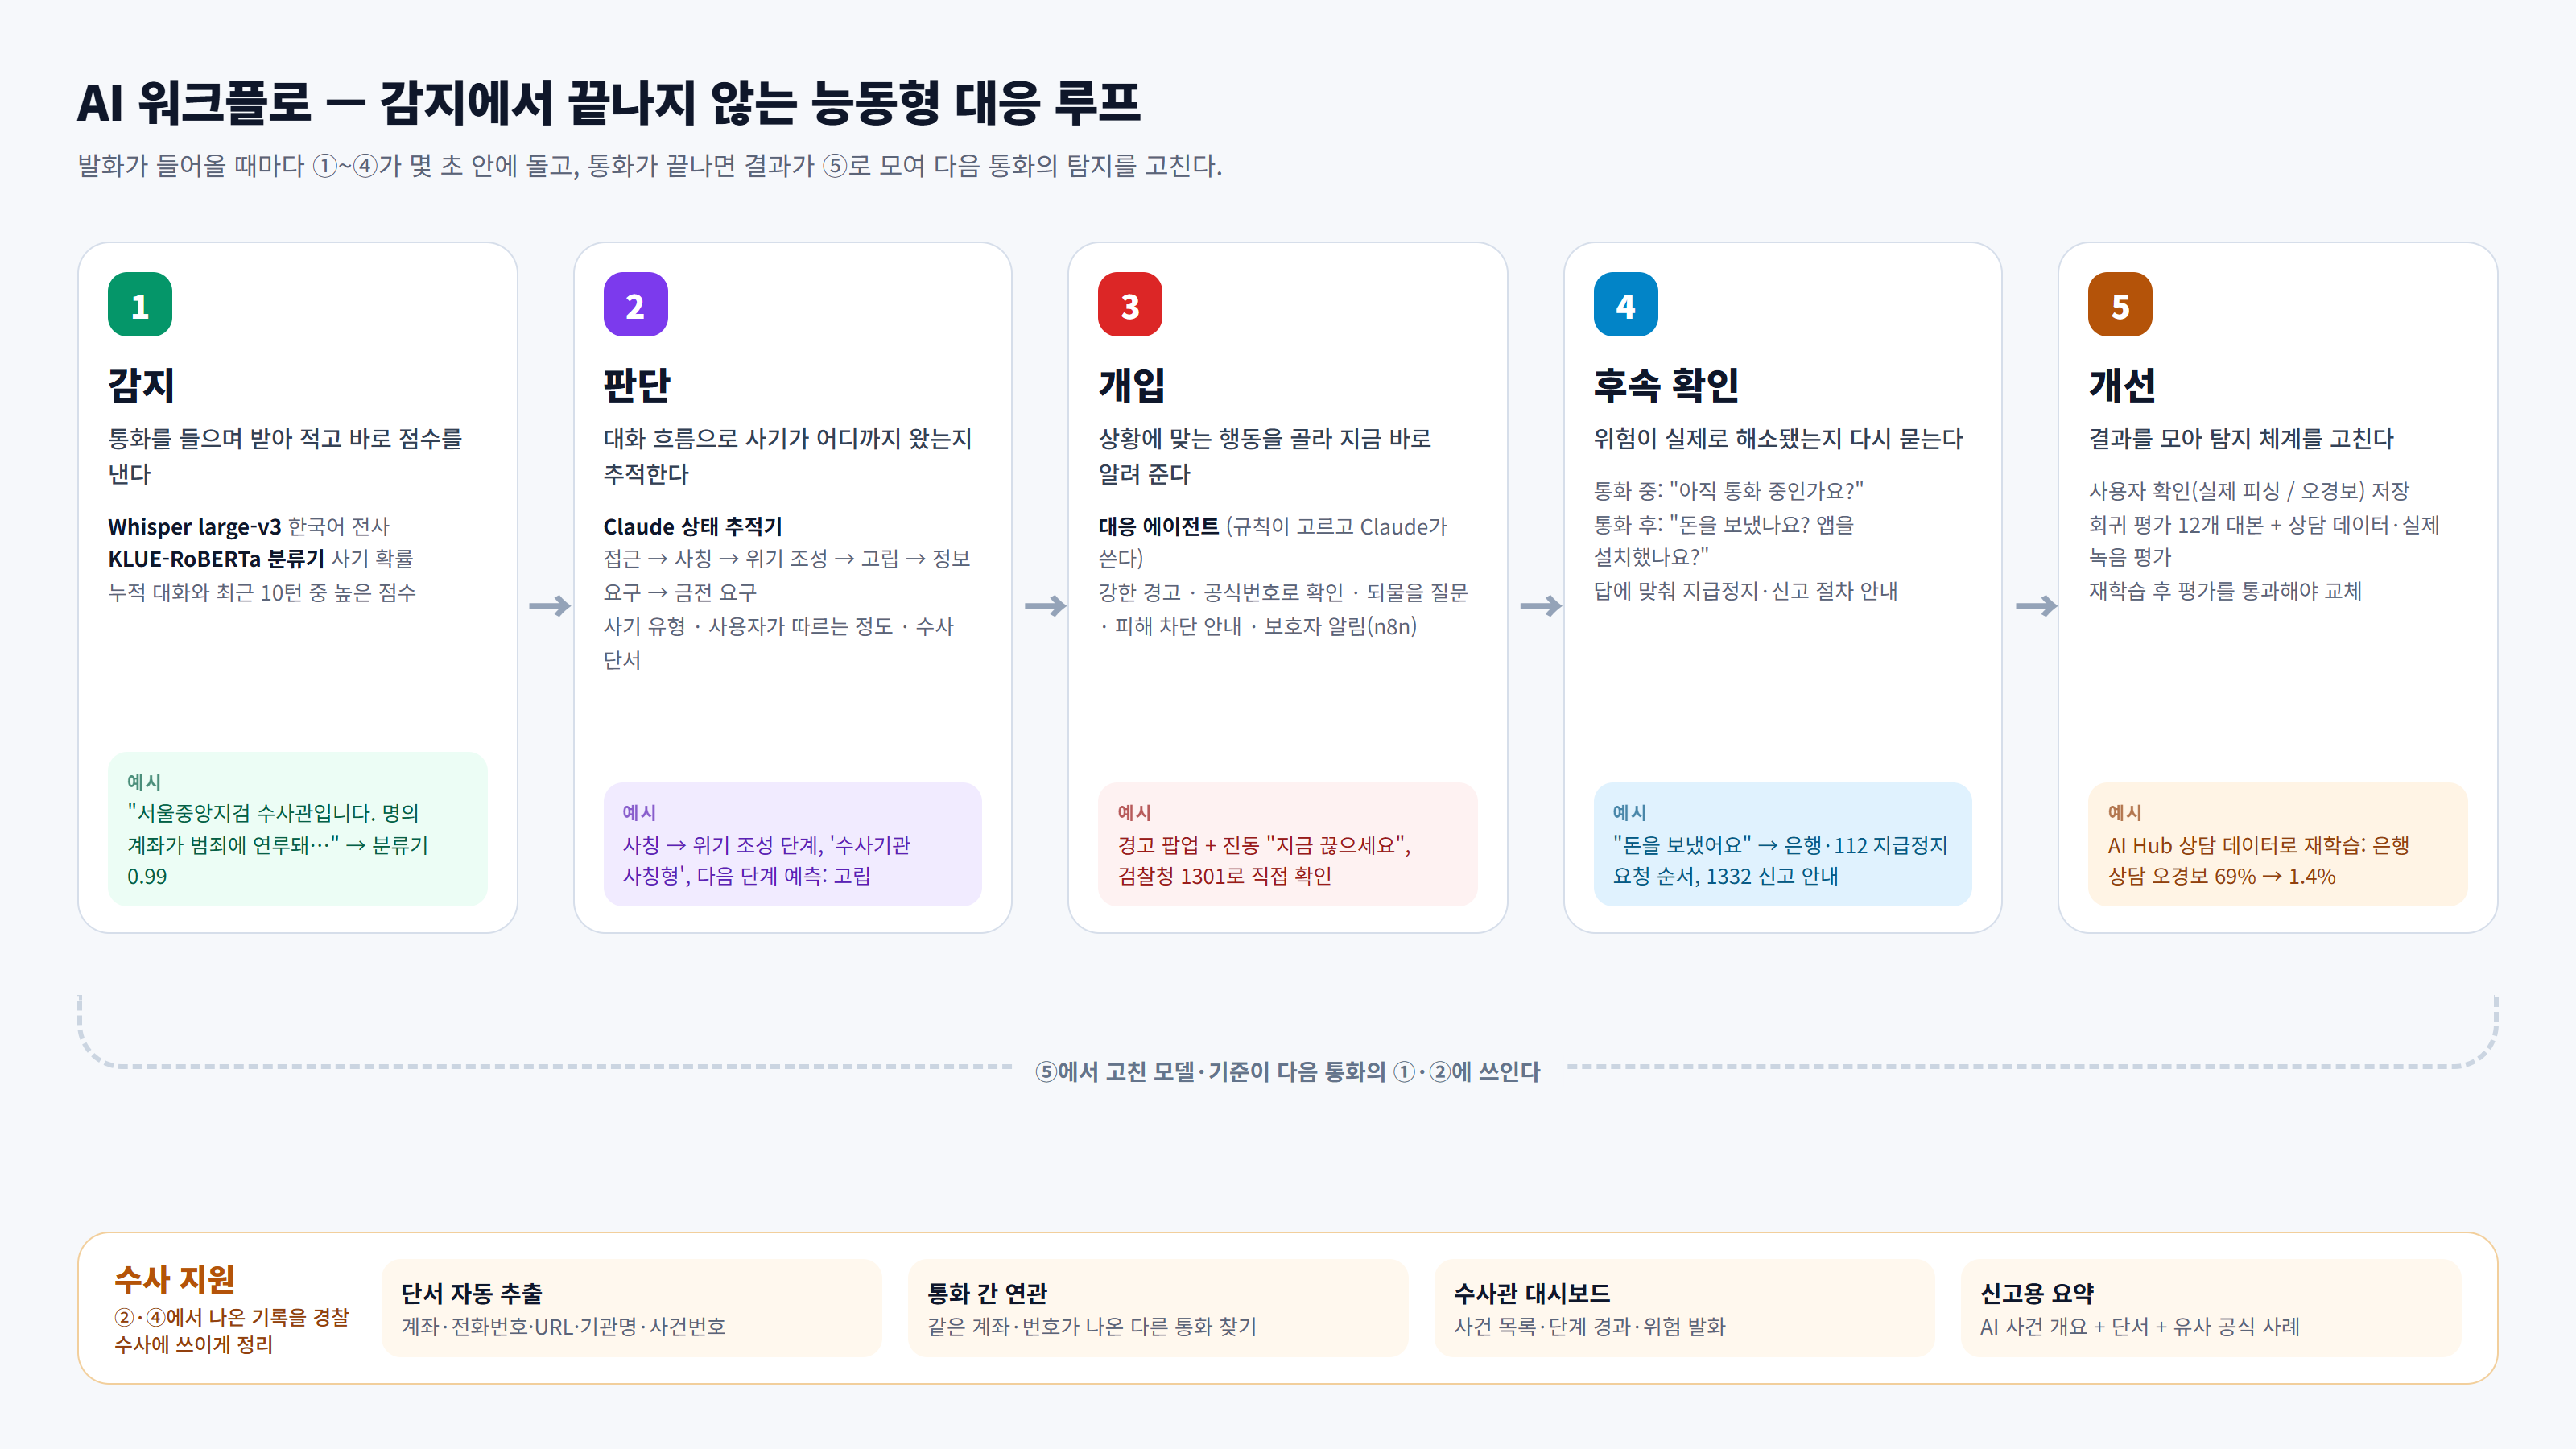 AI 워크플로 — 감지에서 끝나지 않는 능동형 대응 루프
발화가 들어올 때마다 ①~④가 몇 초 안에 돌고, 통화가 끝나면 결과가 ⑤로 모여 다음 통화의 탐지를 고친다.
1
감지
통화를 들으며 받아 적고 바로 점수를
낸다
Whisper large-v3 한국어 전사
KLUE-RoBERTa 분류기 사기 확률
누적 대화와 최근 10턴 중 높은 점수
예시
"서울중앙지검 수사관입니다. 명의
계좌가 범죄에 연루돼…" → 분류기
0.99
→
2
판단
대화 흐름으로 사기가 어디까지 왔는지
추적한다
Claude 상태 추적기
접근 → 사칭 → 위기 조성 → 고립 → 정보
요구 → 금전 요구
사기 유형 · 사용자가 따르는 정도 · 수사
단서
예시
사칭 → 위기 조성 단계, '수사기관
사칭형', 다음 단계 예측: 고립
→
3
개입
상황에 맞는 행동을 골라 지금 바로
알려 준다
대응 에이전트 (규칙이 고르고 Claude가
쓴다)
강한 경고 · 공식번호로 확인 · 되물을 질문
· 피해 차단 안내 · 보호자 알림(n8n)
예시
경고 팝업 + 진동 "지금 끊으세요",
검찰청 1301로 직접 확인
→
4
후속 확인
위험이 실제로 해소됐는지 다시 묻는다
통화 중: "아직 통화 중인가요?"
통화 후: "돈을 보냈나요? 앱을
설치했나요?"
답에 맞춰 지급정지·신고 절차 안내
예시
"돈을 보냈어요" → 은행·112 지급정지
요청 순서, 1332 신고 안내
→
5
개선
결과를 모아 탐지 체계를 고친다
사용자 확인(실제 피싱 / 오경보) 저장
회귀 평가 12개 대본 + 상담 데이터·실제
녹음 평가
재학습 후 평가를 통과해야 교체
예시
AI Hub 상담 데이터로 재학습: 은행
상담 오경보 69% → 1.4%
⑤에서 고친 모델·기준이 다음 통화의 ①·②에 쓰인다
수사 지원
②·④에서 나온 기록을 경찰
수사에 쓰이게 정리
단서 자동 추출
계좌·전화번호·URL·기관명·사건번호
통화 간 연관
같은 계좌·번호가 나온 다른 통화 찾기
수사관 대시보드
사건 목록·단계 경과·위험 발화
신고용 요약
AI 사건 개요 + 단서 + 유사 공식 사례